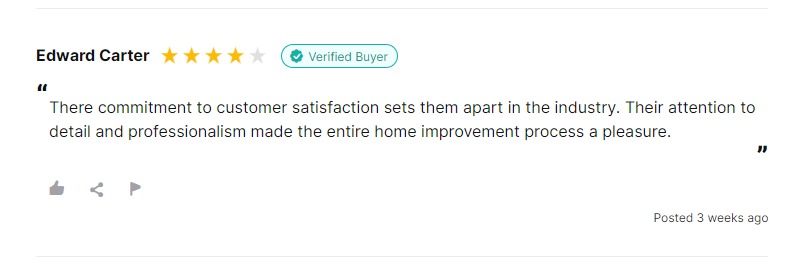 Edward Carter Verified Buyer
“
There commitment to customer satisfaction sets them apart in the industry. Their attention to
detail and professionalism made the entire home improvement process a pleasure.
”
Posted 3 weeks ago